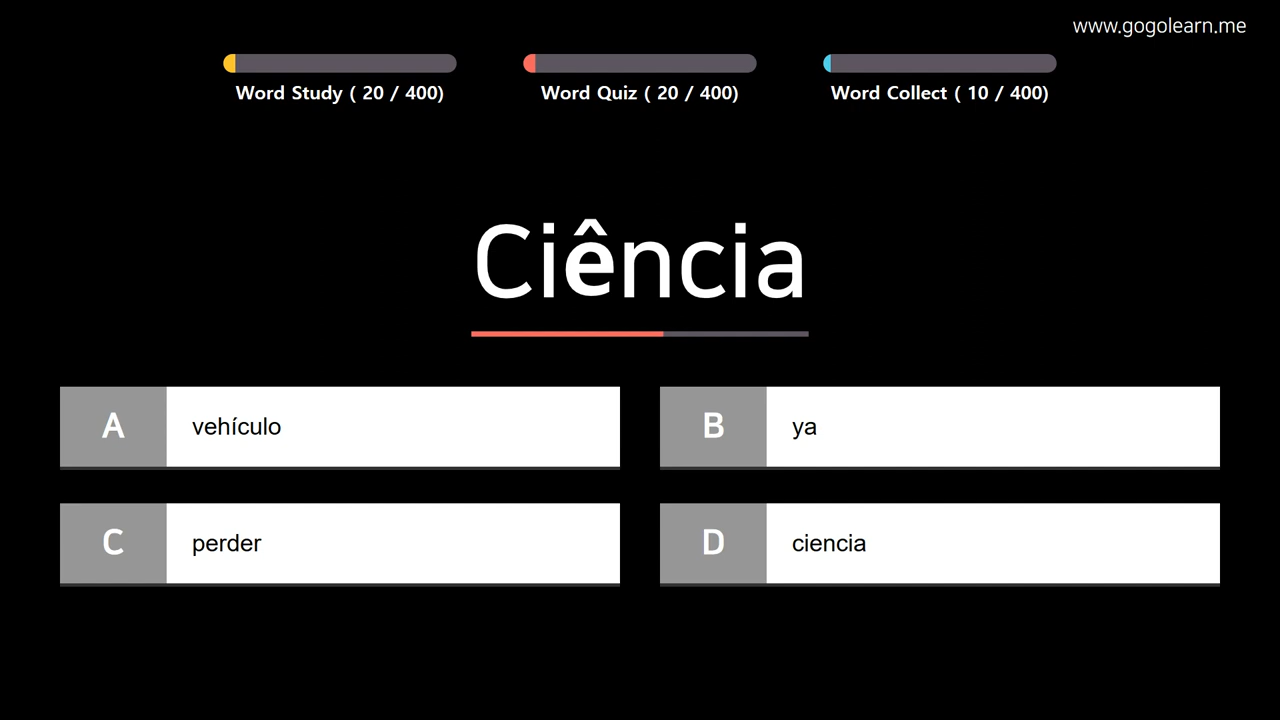 www.gogolearn.me
Word Study ( 20 / 400)
Word Quiz ( 20 / 400)
Word Collect ( 10 / 400)
Ciência
A vehículo
B ya
C perder
D ciencia